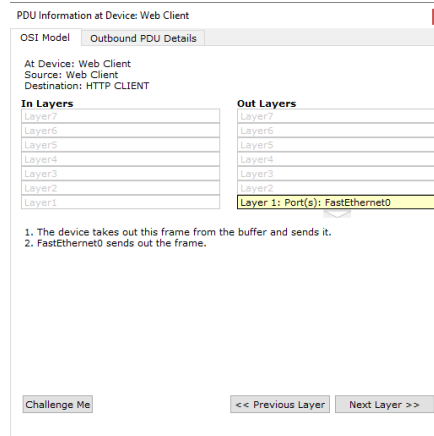 PDU Information at Device: Web Client
OSI Model Outbound PDU Details
At Device: Web Client
Source: Web Client
Destination: HTTP CLIENT
In Layers
Layer7
Layer6
Layer5
Layer4
Layer3
Layer2
Layer1
Out Layers
Layer7
Layer6
Layer5
Layer4
Layer3
Layer2
Layer 1: Port(s): FastEthernet0
1. The device takes out this frame from the buffer and sends it.
2. FastEthernet0 sends out the frame.
Challenge Me << Previous Layer Next Layer >>